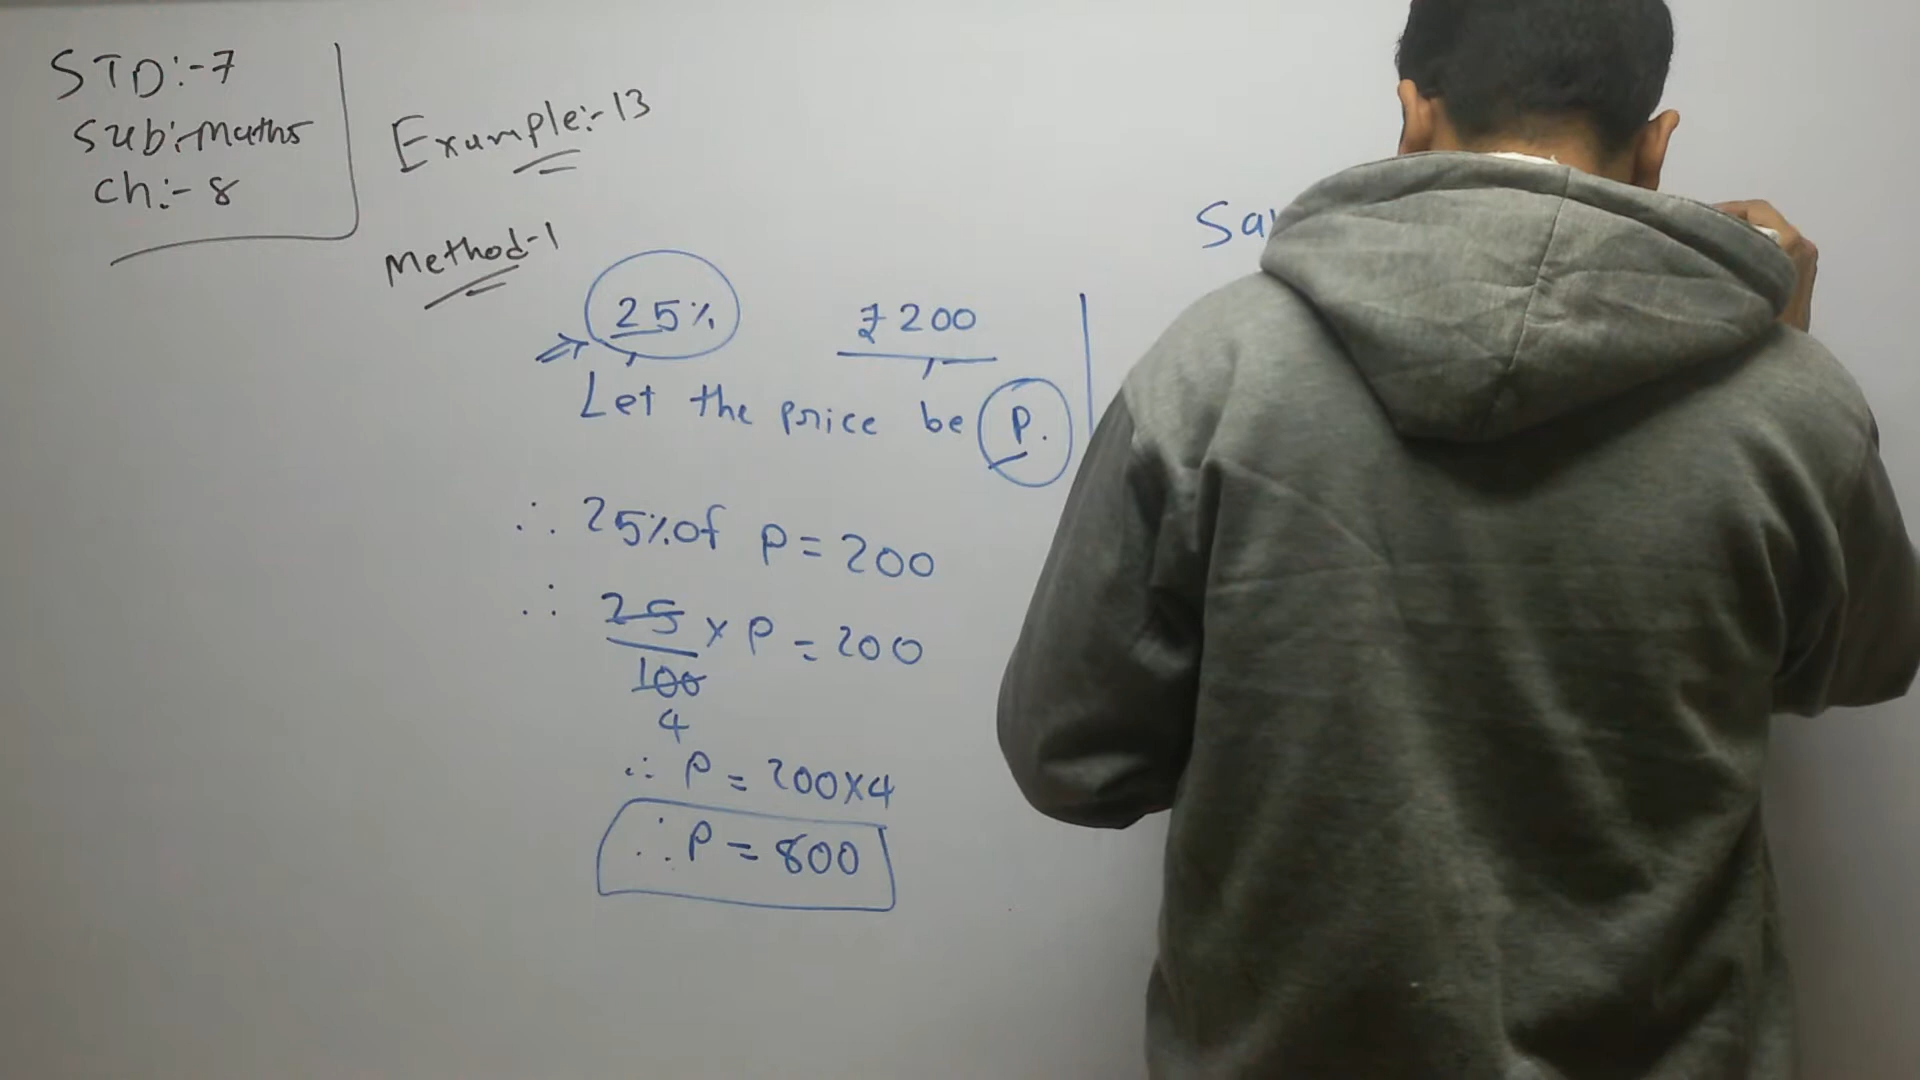 STD:-7
Sub:-Maths
Ch:- 8
Example:-13
Method-1
25% ₹200
Let the price be P.
∴ 25% of P = 200
∴ 25/100 × P = 200
4
∴ P = 200×4
∴ P = 800